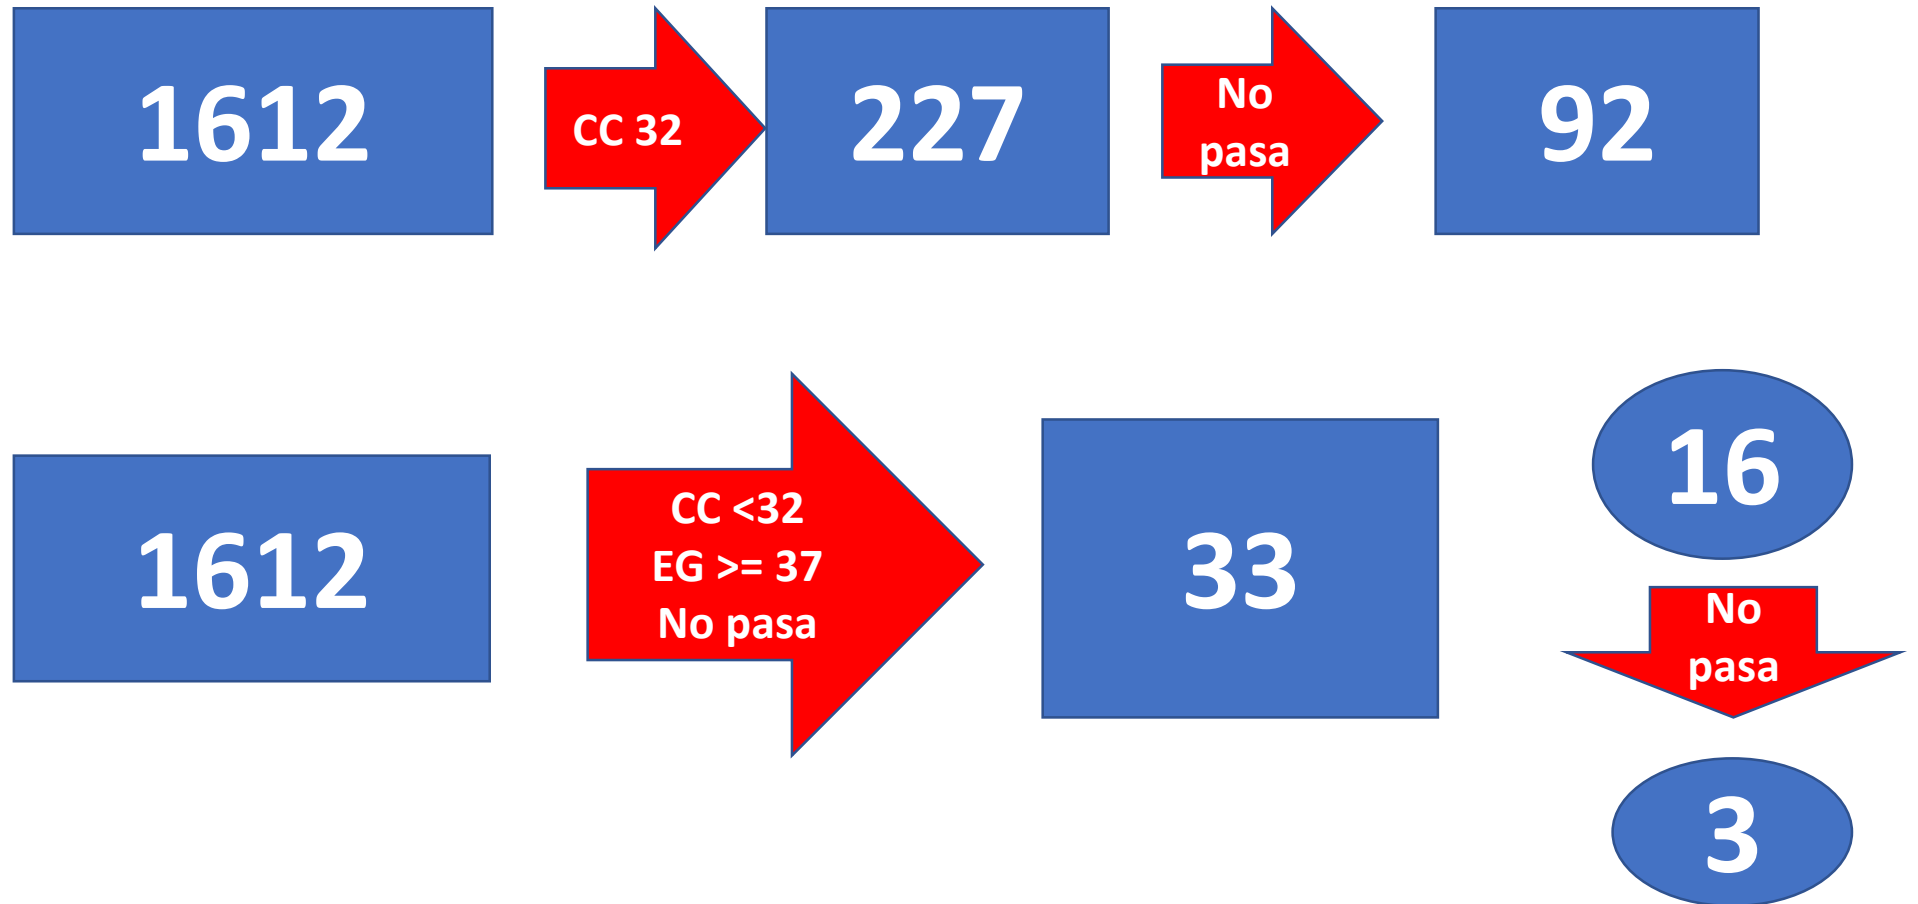 1612
CC 32
227
No
pasa
92
1612
CC <32
EG >= 37
No pasa
33
16
No
pasa
3